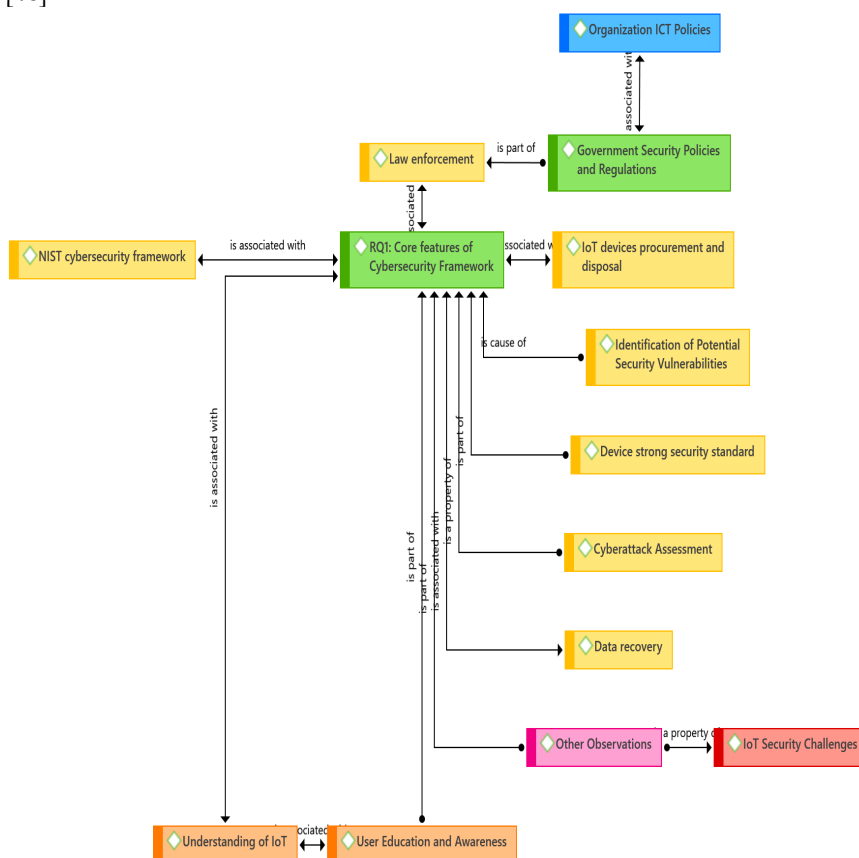 Organization ICT Policies
associated wit
Government Security Policies
and Regulations
is part of
Law enforcement
sociated
NIST cybersecurity framework
is associated with
RQ1: Core features of
Cybersecurity Framework
ssociated w
IoT devices procurement and
disposal
is cause of
Identification of Potential
Security Vulnerabilities
is associated with
is part of
Device strong security standard
is a property of
is associated with
is part of
is part of
Cyberattack Assessment
Data recovery
Other Observations
a property o
IoT Security Challenges
Understanding of IoT
User Education and Awareness